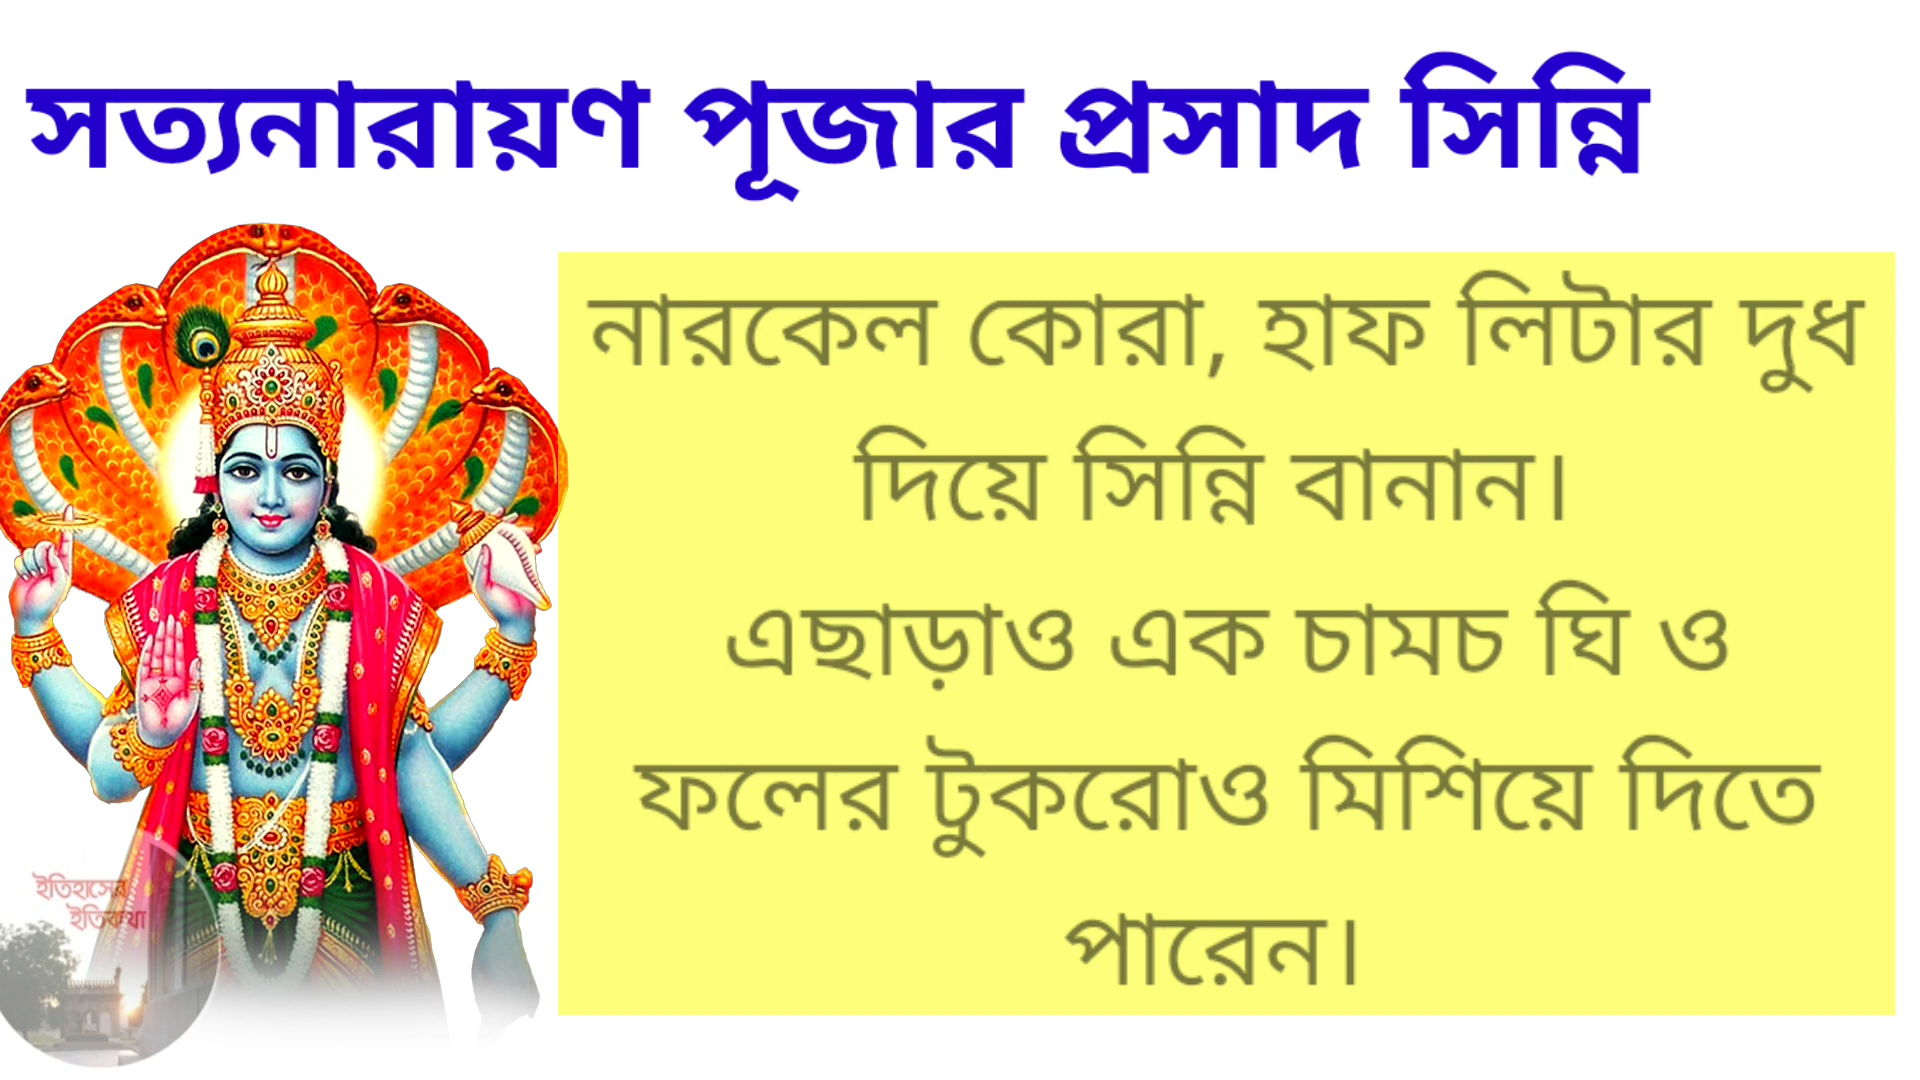 সত্যনারায়ণ পূজার প্রসাদ সিন্নি
নারকেল কোরা, হাফ লিটার দুধ
দিয়ে সিন্নি বানান।
এছাড়াও এক চামচ ঘি ও
ফলের টুকরোও মিশিয়ে দিতে
পারেন।
ইতিহাসের
ইতিকথা